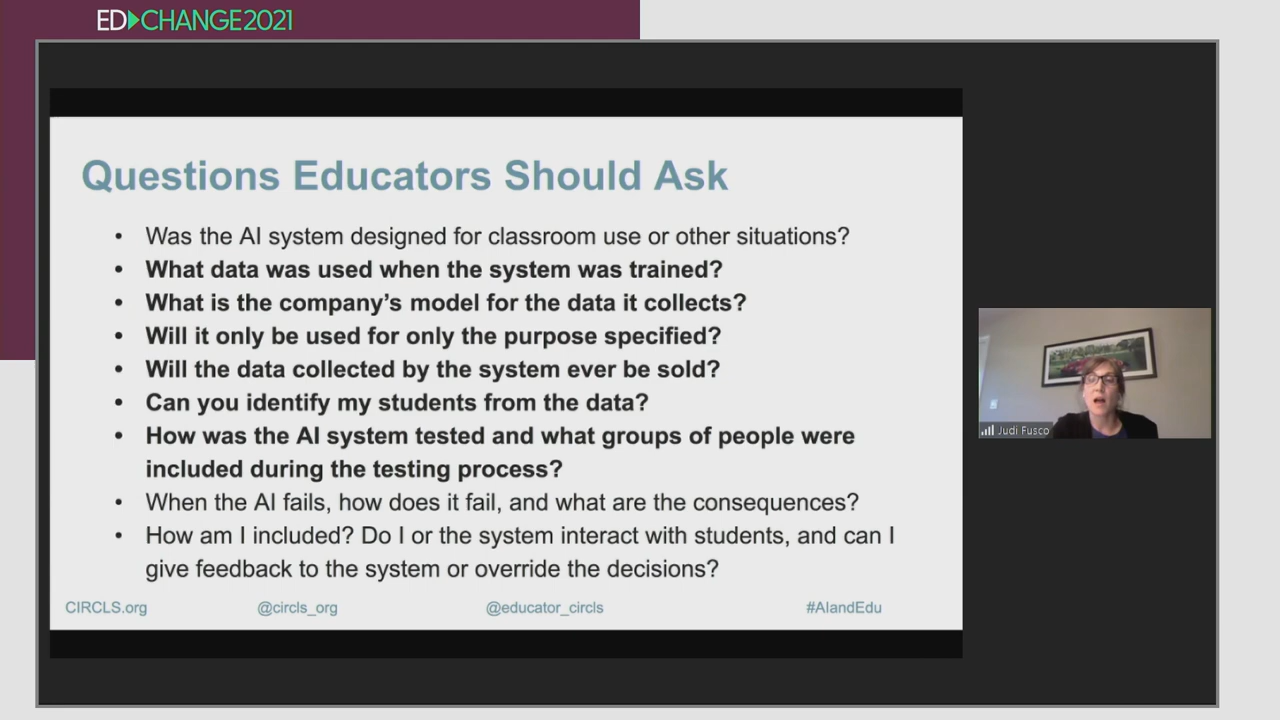 ED▶CHANGE2021
Questions Educators Should Ask
• Was the AI system designed for classroom use or other situations?
• What data was used when the system was trained?
• What is the company’s model for the data it collects?
• Will it only be used for only the purpose specified?
• Will the data collected by the system ever be sold?
• Can you identify my students from the data?
• How was the AI system tested and what groups of people were
included during the testing process?
• When the AI fails, how does it fail, and what are the consequences?
• How am I included? Do I or the system interact with students, and can I
give feedback to the system or override the decisions?
CIRCLS.org @circls_org @educator_circls #AIandEdu
Judi Fusco